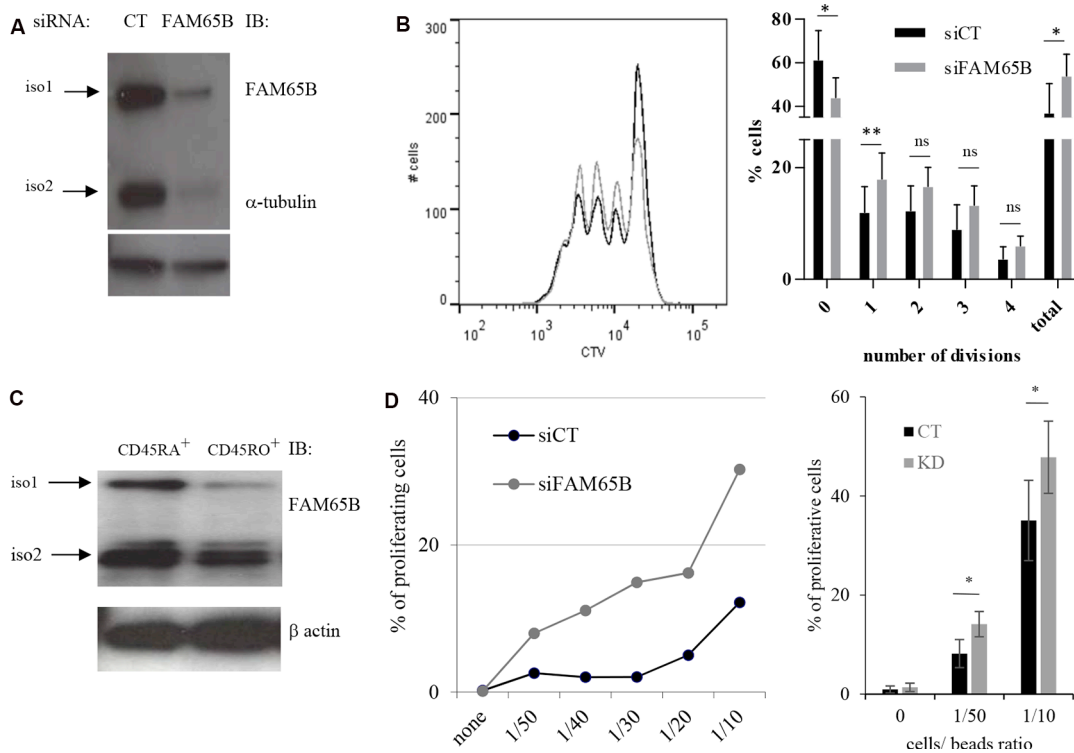 A
siRNA: CT FAM65B IB:
iso1
FAM65B
iso2
α-tubulin
B
300
200
100
0
# cells
10^2 10^3 10^4 10^5
CTV
80
60
40
20
0
% cells
* ** ns ns ns *
siCT
siFAM65B
0 1 2 3 4 total
number of divisions
C
CD45RA+ CD45RO+ IB:
iso1
FAM65B
iso2
β actin
D
40
20
0
% of proliferating cells
siCT
siFAM65B
none 1/50 1/40 1/30 1/20 1/10
60
40
20
0
% of proliferative cells
CT
KD
* *
0 1/50 1/10
cells/ beads ratio